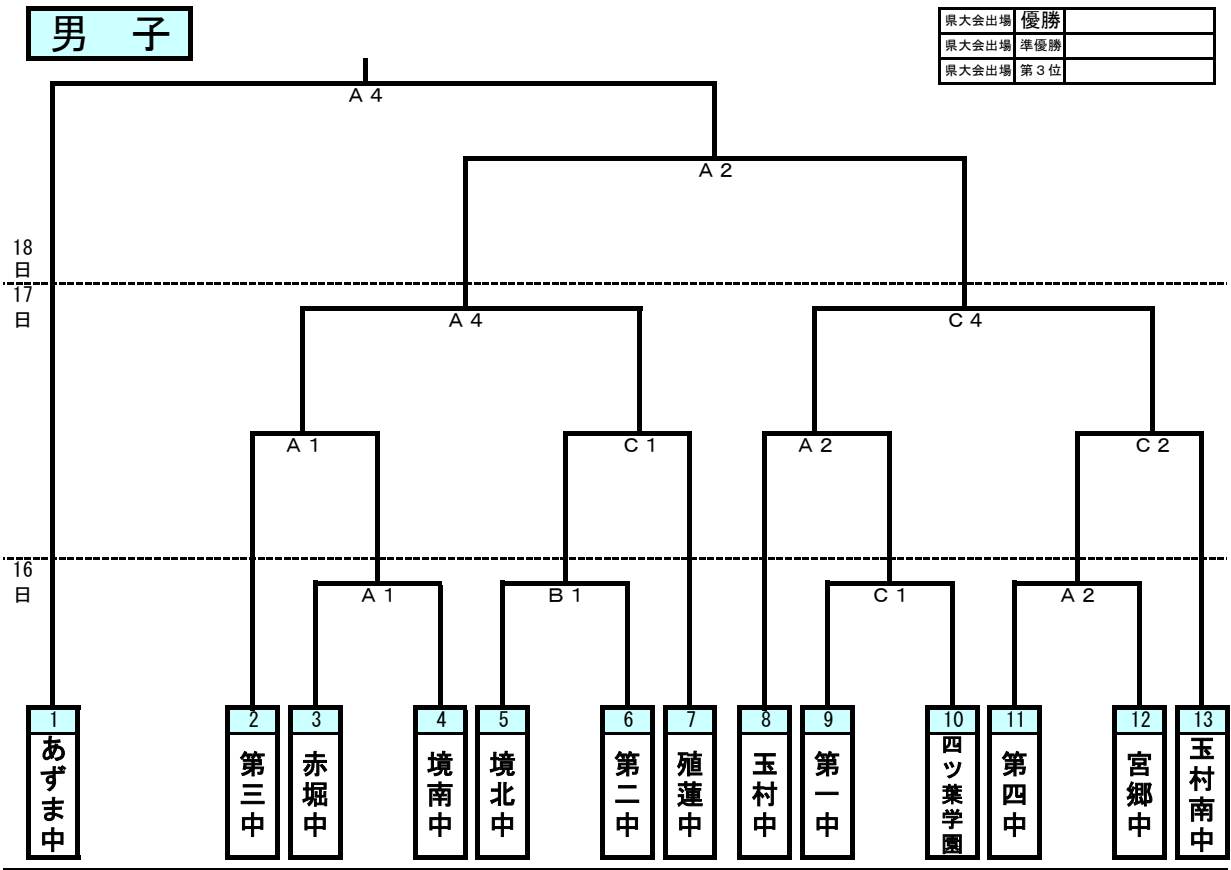 男 子
県大会出場 優勝
県大会出場 準優勝
県大会出場 第3位
Ａ４
Ａ２
18
日
17
日
Ａ４
Ｃ４
Ａ１
Ｃ１
Ａ２
Ｃ２
16
日
Ａ１
Ｂ１
Ｃ１
Ａ２
1
あずま中
2
第三中
3
赤堀中
4
境南中
5
境北中
6
第二中
7
殖蓮中
8
玉村中
9
第一中
10
四ツ葉学園
11
第四中
12
宮郷中
13
玉村南中